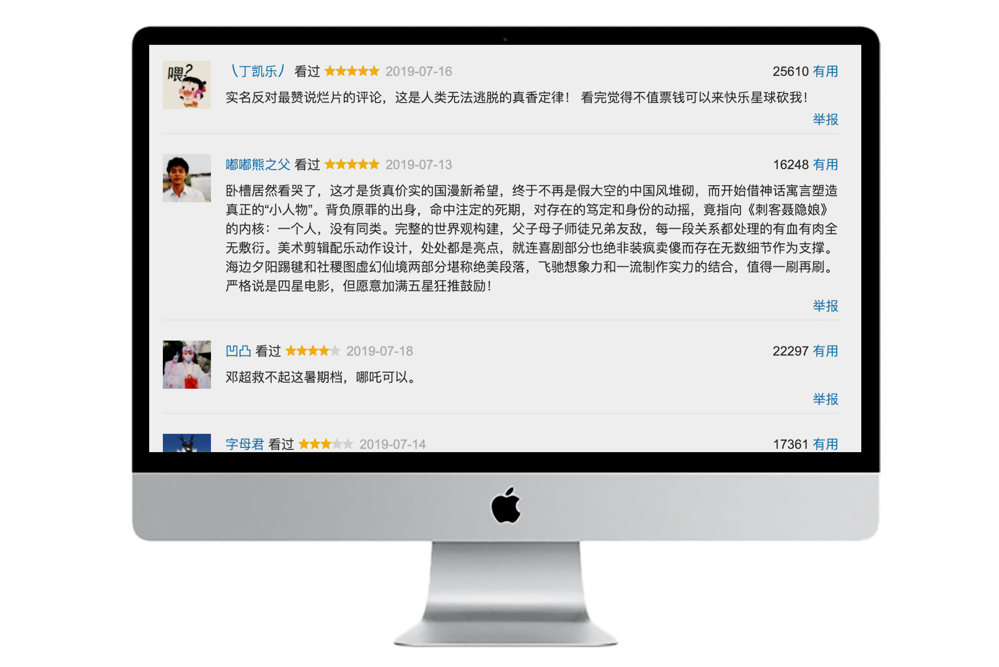 喂?
乀丁凯乐丿 看过 ★★★★★ 2019-07-16 25610 有用
实名反对最赞说烂片的评论，这是人类无法逃脱的真香定律！ 看完觉得不值票钱可以来快乐星球砍我！
举报
嘟嘟熊之父 看过 ★★★★★ 2019-07-13 16248 有用
卧槽居然看哭了，这才是货真价实的国漫新希望，终于不再是假大空的中国风堆砌，而开始借神话寓言塑造
真正的“小人物”。背负原罪的出身，命中注定的死期，对存在的笃定和身份的动摇，竟指向《刺客聂隐娘》
的内核：一个人，没有同类。完整的世界观构建，父子母子师徒兄弟友敌，每一段关系都处理的有血有肉全
无敷衍。美术剪辑配乐动作设计，处处都是亮点，就连喜剧部分也绝非装疯卖傻而存在无数细节作为支撑。
海边夕阳踢毽和社稷图虚幻仙境两部分堪称绝美段落，飞驰想象力和一流制作实力的结合，值得一刷再刷。
严格说是四星电影，但愿意加满五星狂推鼓励！
举报
凹凸 看过 ★★★★★ 2019-07-18 22297 有用
邓超救不起这暑期档，哪吒可以。
举报
字母君 看过 ★★★★★ 2019-07-14 17361 有用